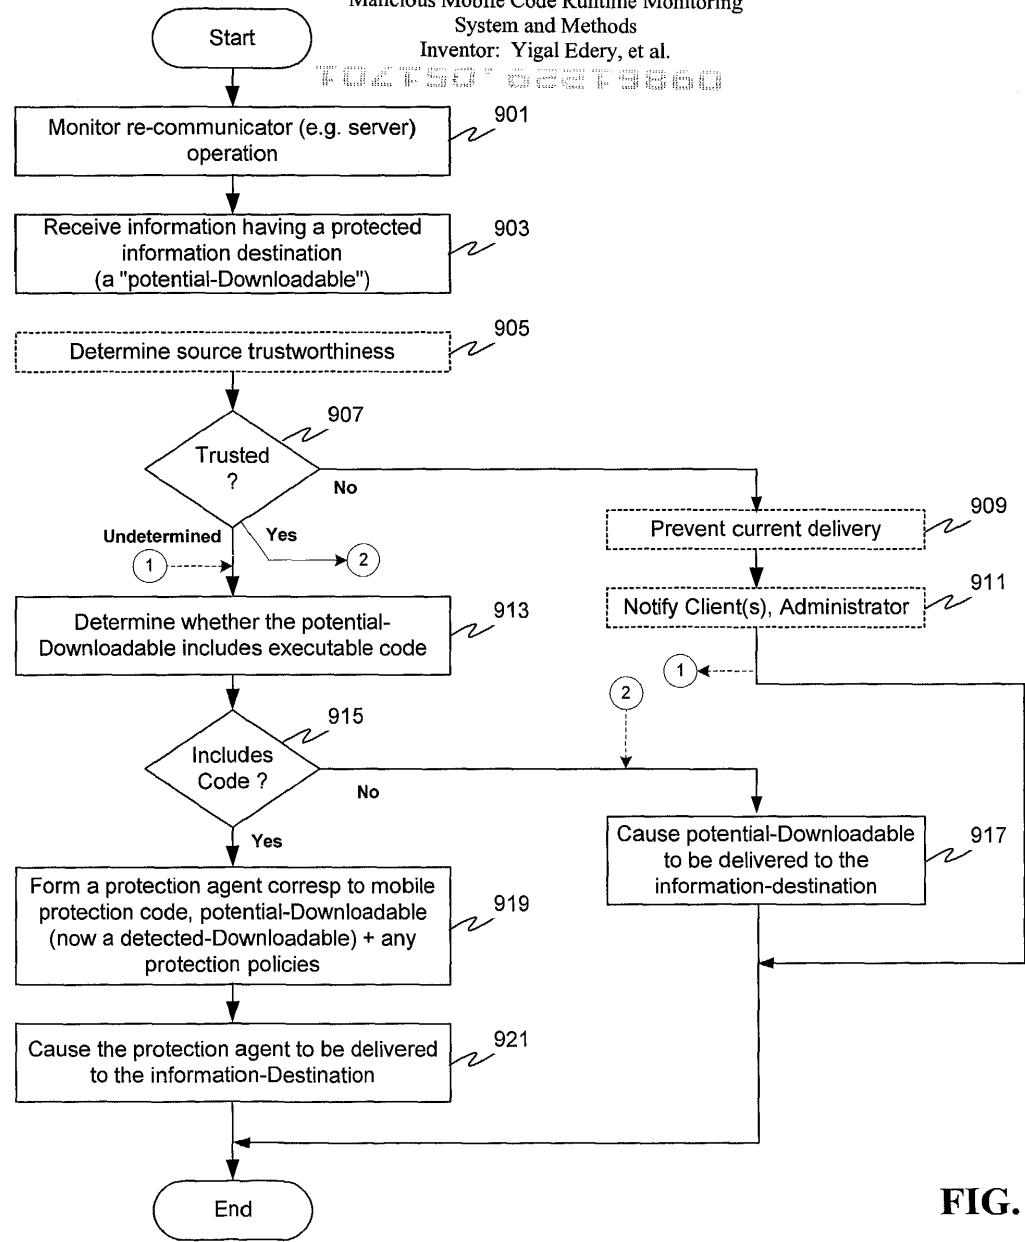 Malicious Mobile Code Runtime Monitoring
System and Methods
Inventor: Yigal Edery, et al.
Start
901
Monitor re-communicator (e.g. server)
operation
903
Receive information having a protected
information destination
(a "potential-Downloadable")
905
Determine source trustworthiness
907
Trusted
?
No
Undetermined
Yes
1
2
909
Prevent current delivery
911
Notify Client(s), Administrator
1
2
913
Determine whether the potential-
Downloadable includes executable code
915
Includes
Code ?
No
Yes
917
Cause potential-Downloadable
to be delivered to the
information-destination
919
Form a protection agent corresp to mobile
protection code, potential-Downloadable
(now a detected-Downloadable) + any
protection policies
921
Cause the protection agent to be delivered
to the information-Destination
End
FIG.